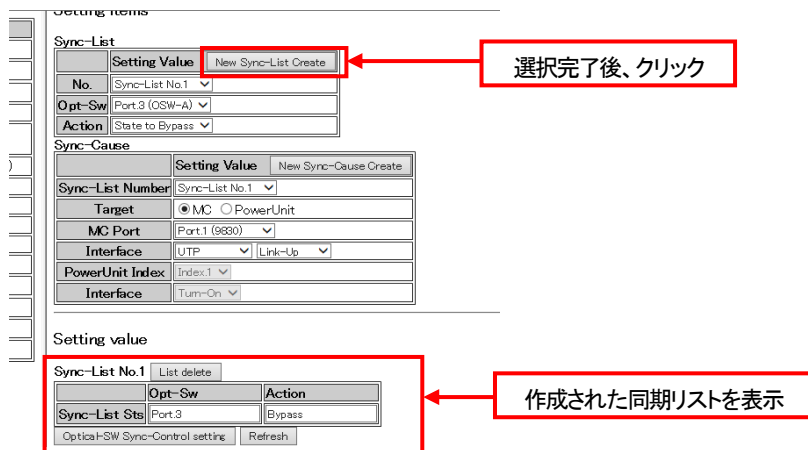 Setting items
Sync-List
Setting Value New Sync-List Create
No. Sync-List No.1
Opt-Sw Port.3 (OSW-A)
Action State to Bypass
Sync-Cause
Setting Value New Sync-Cause Create
Sync-List Number Sync-List No.1
Target MC PowerUnit
MC Port Port.1 (9830)
Interface UTP Link-Up
PowerUnit Index Index.1
Interface Turn-On
Setting value
Sync-List No.1 List delete
Opt-Sw Action
Sync-List Sts Port.3 Bypass
Optical-SW Sync-Control setting Refresh
選択完了後、クリック
作成された同期リストを表示